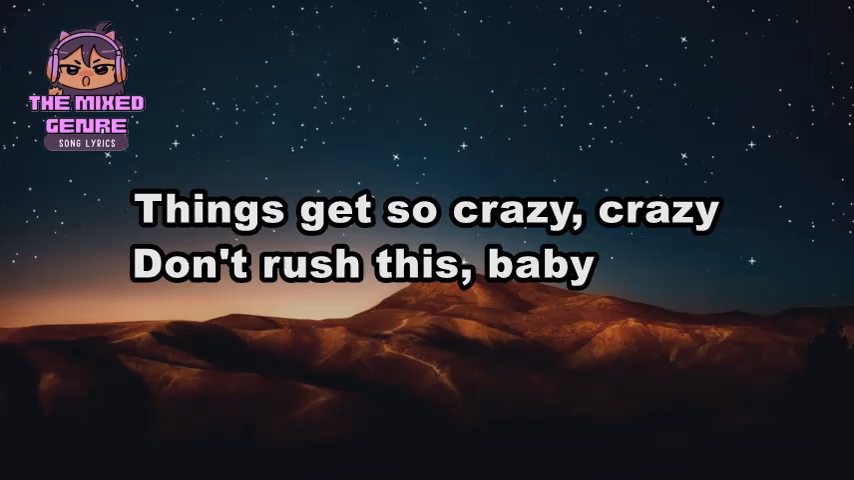 THE MIXED
GENRE
SONG LYRICS
Things get so crazy, crazy
Don't rush this, baby